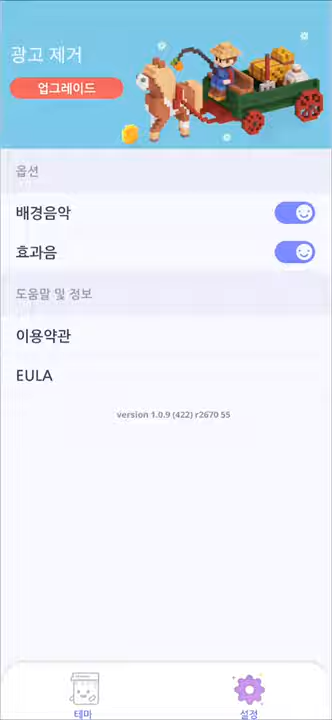 광고 제거
업그레이드
옵션
배경음악
효과음
도움말 및 정보
이용약관
EULA
version 1.0.9 (422) r2670 55
테마
설정